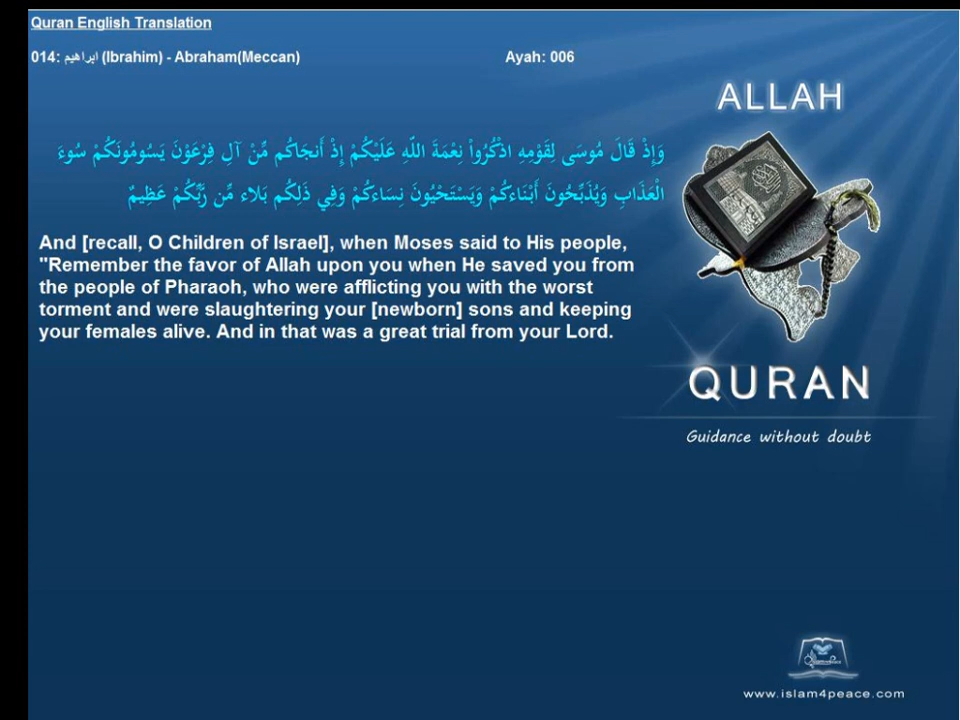 Quran English Translation
014: ابراهيم (Ibrahim) - Abraham(Meccan) Ayah: 006
ALLAH
وَإِذْ قَالَ مُوسَى لِقَوْمِهِ اذْكُرُواْ نِعْمَةَ اللّهِ عَلَيْكُمْ إِذْ أَنجَاكُم مِّنْ آلِ فِرْعَوْنَ يَسُومُونَكُمْ سُوءَ
الْعَذَابِ وَيُذَبِّحُونَ أَبْنَاءكُمْ وَيَسْتَحْيُونَ نِسَاءكُمْ وَفِي ذَلِكُم بَلاء مِّن رَّبِّكُمْ عَظِيمٌ
And [recall, O Children of Israel], when Moses said to His people,
"Remember the favor of Allah upon you when He saved you from
the people of Pharaoh, who were afflicting you with the worst
torment and were slaughtering your [newborn] sons and keeping
your females alive. And in that was a great trial from your Lord.
QURAN
Guidance without doubt
www.islam4peace.com